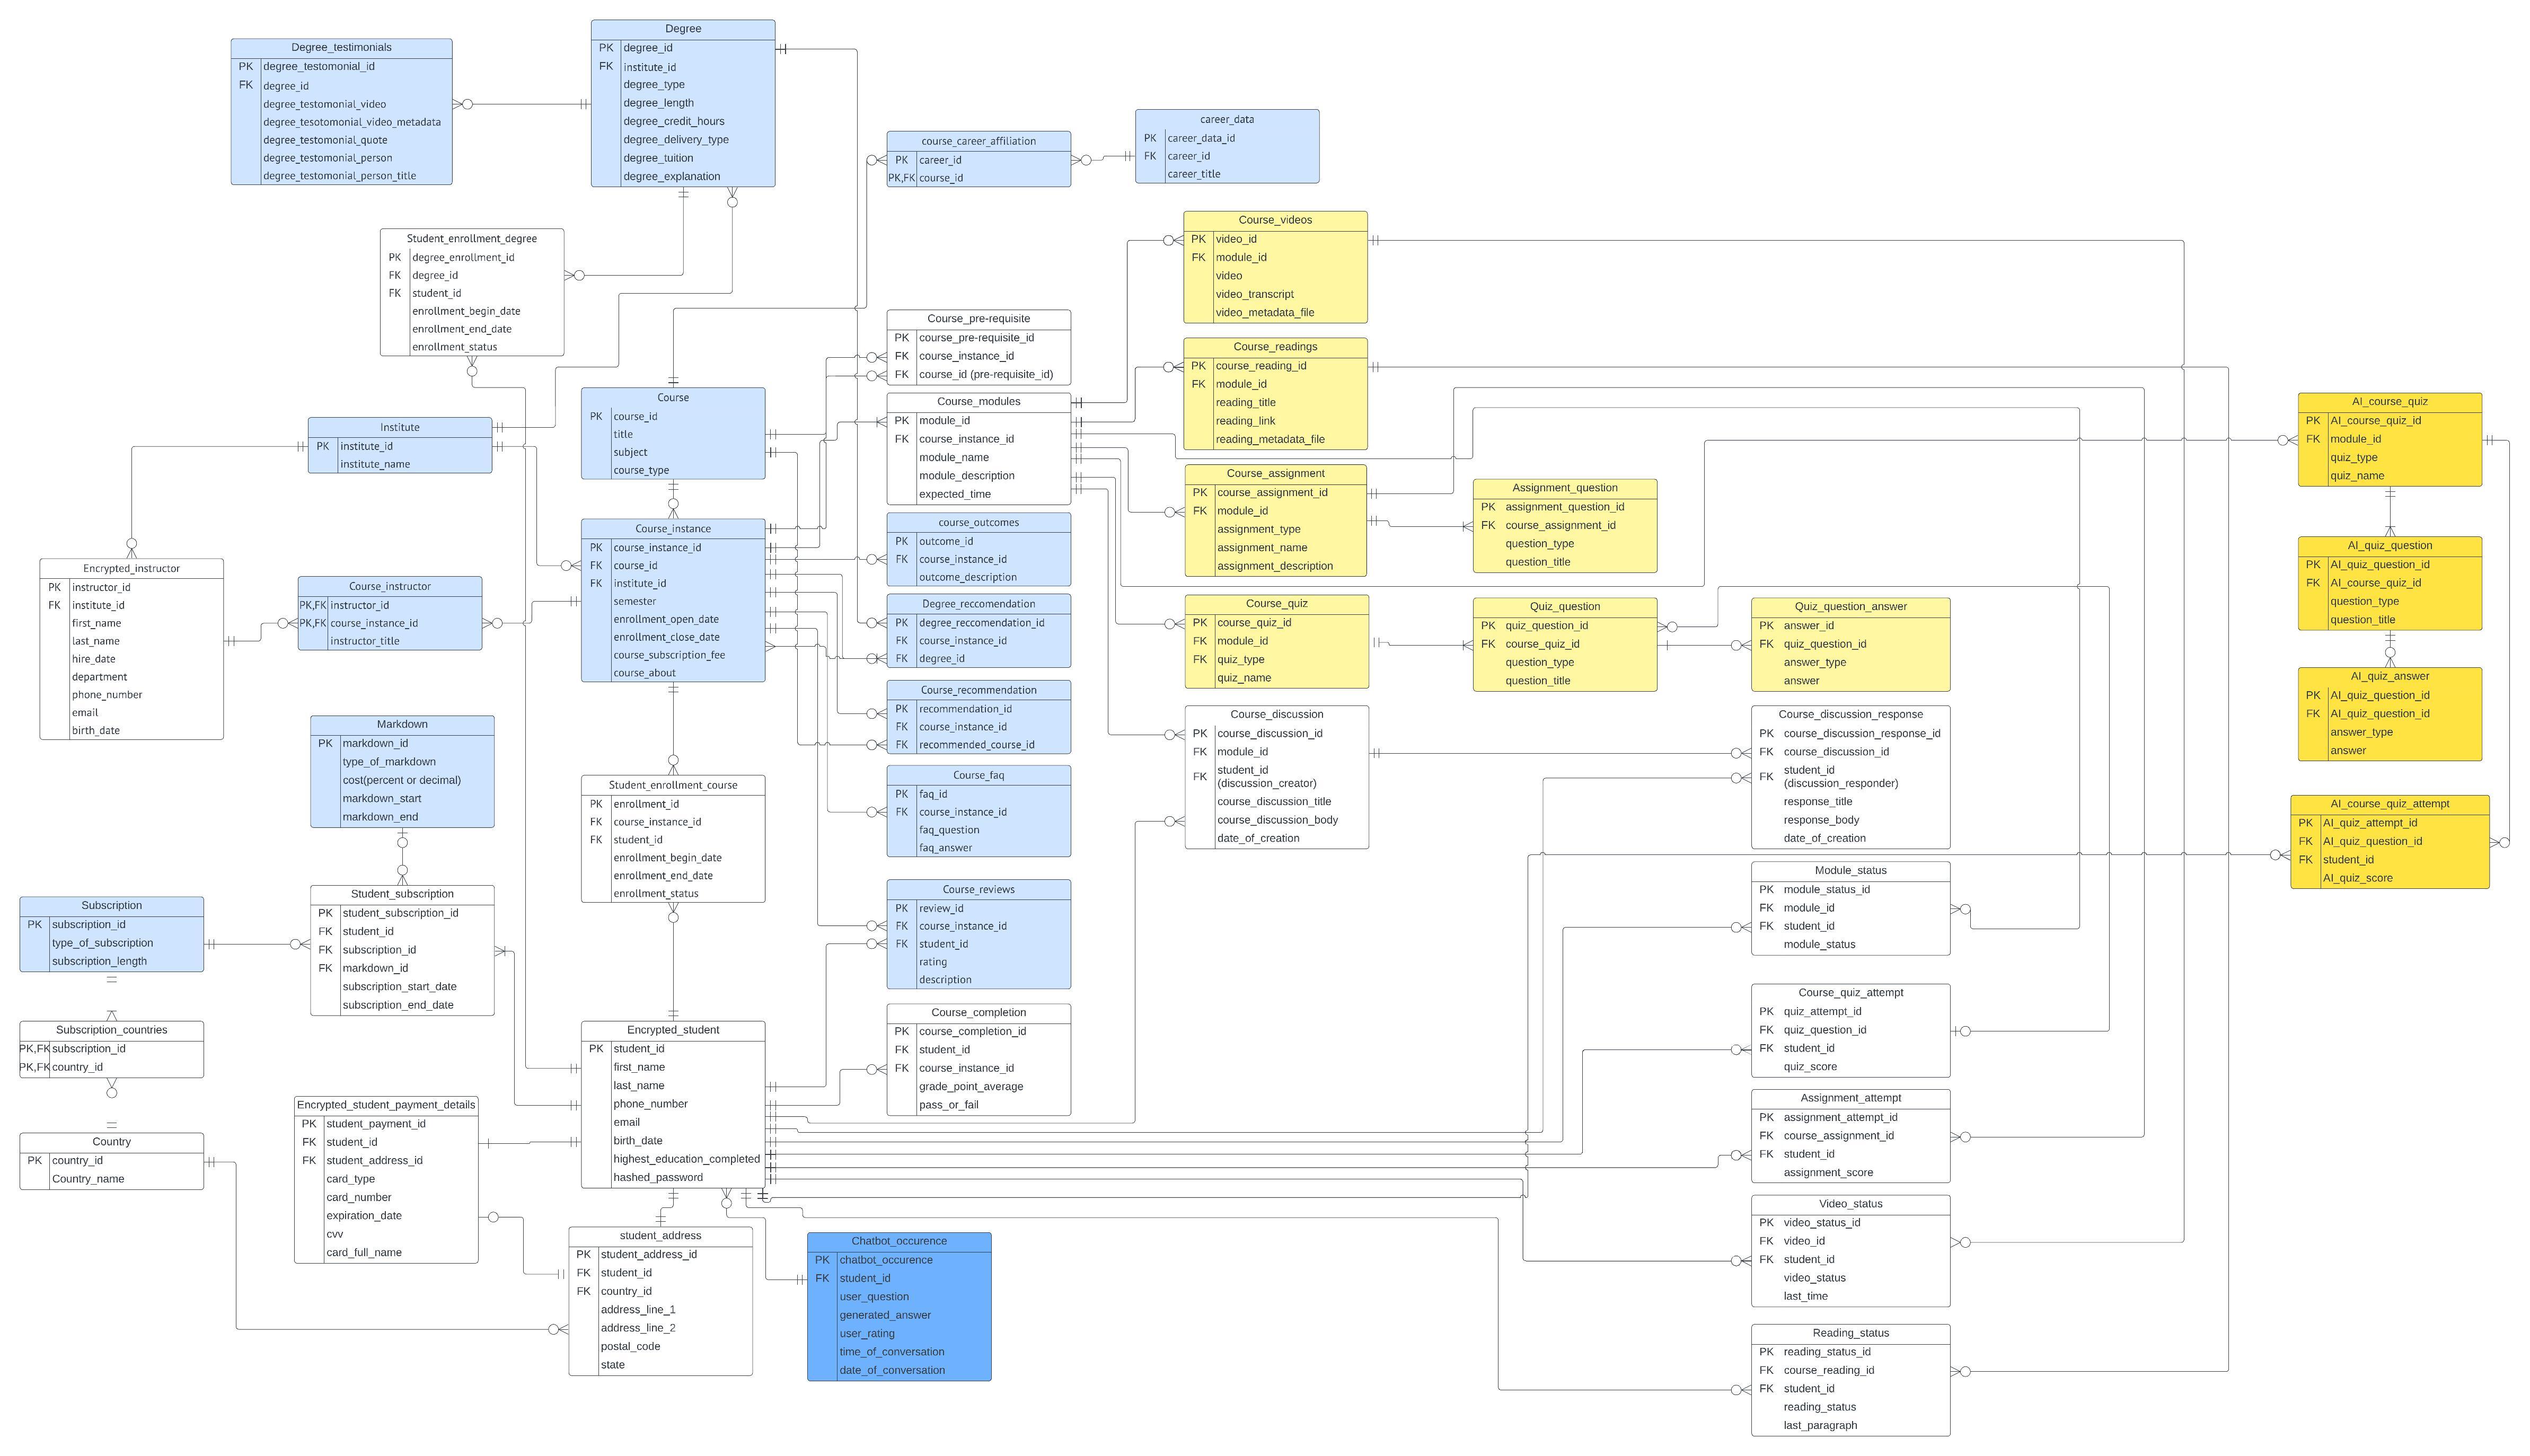 Degree
PK degree_id
FK institute_id
degree_type
degree_length
degree_credit_hours
degree_delivery_type
degree_tuition
degree_explanation
Degree_testimonials
PK degree_testomonial_id
FK degree_id
degree_testomonial_video
degree_tesotomonial_video_metadata
degree_testomonial_quote
degree_testomonial_person
degree_testomonial_person_title
career_data
PK career_data_id
FK career_id
career_title
course_career_affiliation
PK career_id
PK,FK course_id
Student_enrollment_degree
PK degree_enrollment_id
FK degree_id
FK student_id
enrollment_begin_date
enrollment_end_date
enrollment_status
Course_videos
PK video_id
FK module_id
video
video_transcript
video_metadata_file
Course_pre-requisite
PK course_pre-requisite_id
FK course_instance_id
FK course_id (pre-requisite_id)
Course_readings
PK course_reading_id
FK module_id
reading_title
reading_link
reading_metadata_file
Course
PK course_id
title
subject
course_type
Course_modules
PK module_id
FK course_instance_id
module_name
module_description
expected_time
AI_course_quiz
PK AI_course_quiz_id
FK module_id
quiz_type
quiz_name
Institute
PK institute_id
institute_name
Course_assignment
PK course_assignment_id
FK module_id
assignment_type
assignment_name
assignment_description
Assignment_question
PK assignment_question_id
FK course_assignment_id
question_type
question_title
Course_instance
PK course_instance_id
FK course_id
FK institute_id
semester
enrollment_open_date
enrollment_close_date
course_subscription_fee
course_about
course_outcomes
PK outcome_id
FK course_instance_id
outcome_description
AI_quiz_question
PK AI_quiz_question_id
FK AI_course_quiz_id
question_type
question_title
Encrypted_instructor
PK instructor_id
FK institute_id
first_name
last_name
hire_date
department
phone_number
email
birth_date
Course_instructor
PK,FK instructor_id
PK,FK course_instance_id
instructor_title
Degree_reccomendation
PK degree_reccomendation_id
FK course_instance_id
FK degree_id
Course_quiz
PK course_quiz_id
FK module_id
FK quiz_type
quiz_name
Quiz_question
PK quiz_question_id
FK course_quiz_id
question_type
question_title
Quiz_question_answer
PK answer_id
FK quiz_question_id
answer_type
answer
AI_quiz_answer
PK AI_quiz_question_id
FK AI_quiz_question_id
answer_type
answer
Course_recommendation
PK recommendation_id
FK course_instance_id
FK recommended_course_id
Course_discussion
PK course_discussion_id
FK module_id
FK student_id
(discussion_creator)
course_discussion_title
course_discussion_body
date_of_creation
Course_discussion_response
PK course_discussion_response_id
FK course_discussion_id
FK student_id
(discussion_responder)
response_title
response_body
date_of_creation
Markdown
PK markdown_id
type_of_markdown
cost(percent or decimal)
markdown_start
markdown_end
Course_faq
PK faq_id
FK course_instance_id
faq_question
faq_answer
Student_enrollment_course
PK enrollment_id
FK course_instance_id
FK student_id
enrollment_begin_date
enrollment_end_date
enrollment_status
AI_course_quiz_attempt
PK AI_quiz_attempt_id
FK AI_quiz_question_id
FK student_id
AI_quiz_score
Module_status
PK module_status_id
FK module_id
FK student_id
module_status
Course_reviews
PK review_id
FK course_instance_id
FK student_id
rating
description
Student_subscription
PK student_subscription_id
FK student_id
FK subscription_id
FK markdown_id
subscription_start_date
subscription_end_date
Subscription
PK subscription_id
type_of_subscription
subscription_length
Course_quiz_attempt
PK quiz_attempt_id
FK quiz_question_id
FK student_id
quiz_score
Course_completion
PK course_completion_id
FK student_id
FK course_instance_id
grade_point_average
pass_or_fail
Subscription_countries
PK,FK subscription_id
PK,FK country_id
Encrypted_student
PK student_id
first_name
last_name
phone_number
email
birth_date
highest_education_completed
hashed_password
Assignment_attempt
PK assignment_attempt_id
FK course_assignment_id
FK student_id
assignment_score
Encrypted_student_payment_details
PK student_payment_id
FK student_id
FK student_address_id
card_type
card_number
expiration_date
cvv
card_full_name
Country
PK country_id
Country_name
Video_status
PK video_status_id
FK video_id
FK student_id
video_status
last_time
student_address
PK student_address_id
FK student_id
FK country_id
address_line_1
address_line_2
postal_code
state
Chatbot_occurence
PK chatbot_occurence
FK student_id
user_question
generated_answer
user_rating
time_of_conversation
date_of_conversation
Reading_status
PK reading_status_id
FK course_reading_id
FK student_id
reading_status
last_paragraph